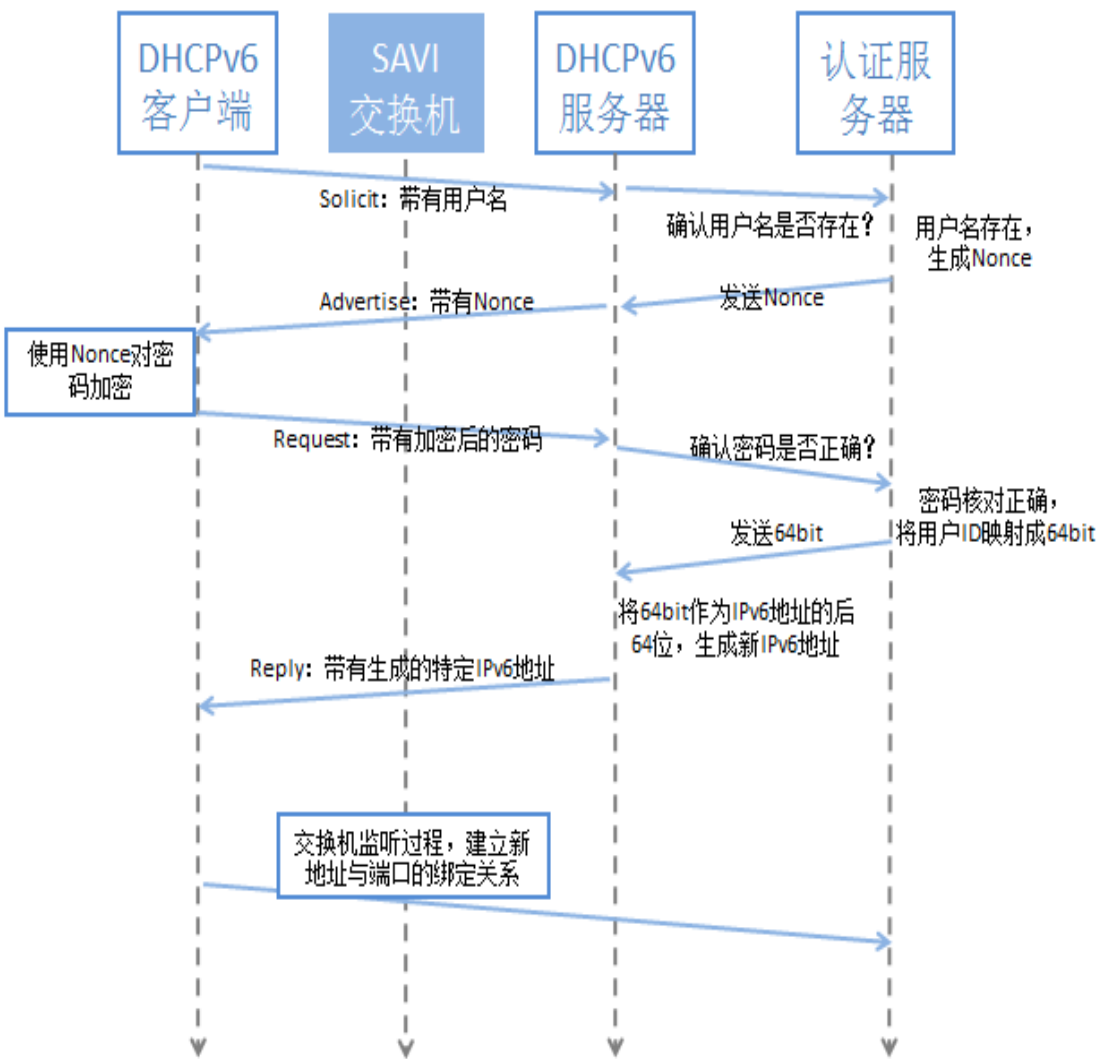 DHCPv6
客户端
SAVI
交换机
DHCPv6
服务器
认证服
务器
Solicit：带有用户名
确认用户名是否存在？
用户名存在，
生成Nonce
发送Nonce
Advertise：带有Nonce
使用Nonce对密
码加密
Request：带有加密后的密码
确认密码是否正确？
密码核对正确，
将用户ID映射成64bit
发送64bit
将64bit作为IPv6地址的后
64位，生成新IPv6地址
Reply：带有生成的特定IPv6地址
交换机监听过程，建立新
地址与端口的绑定关系